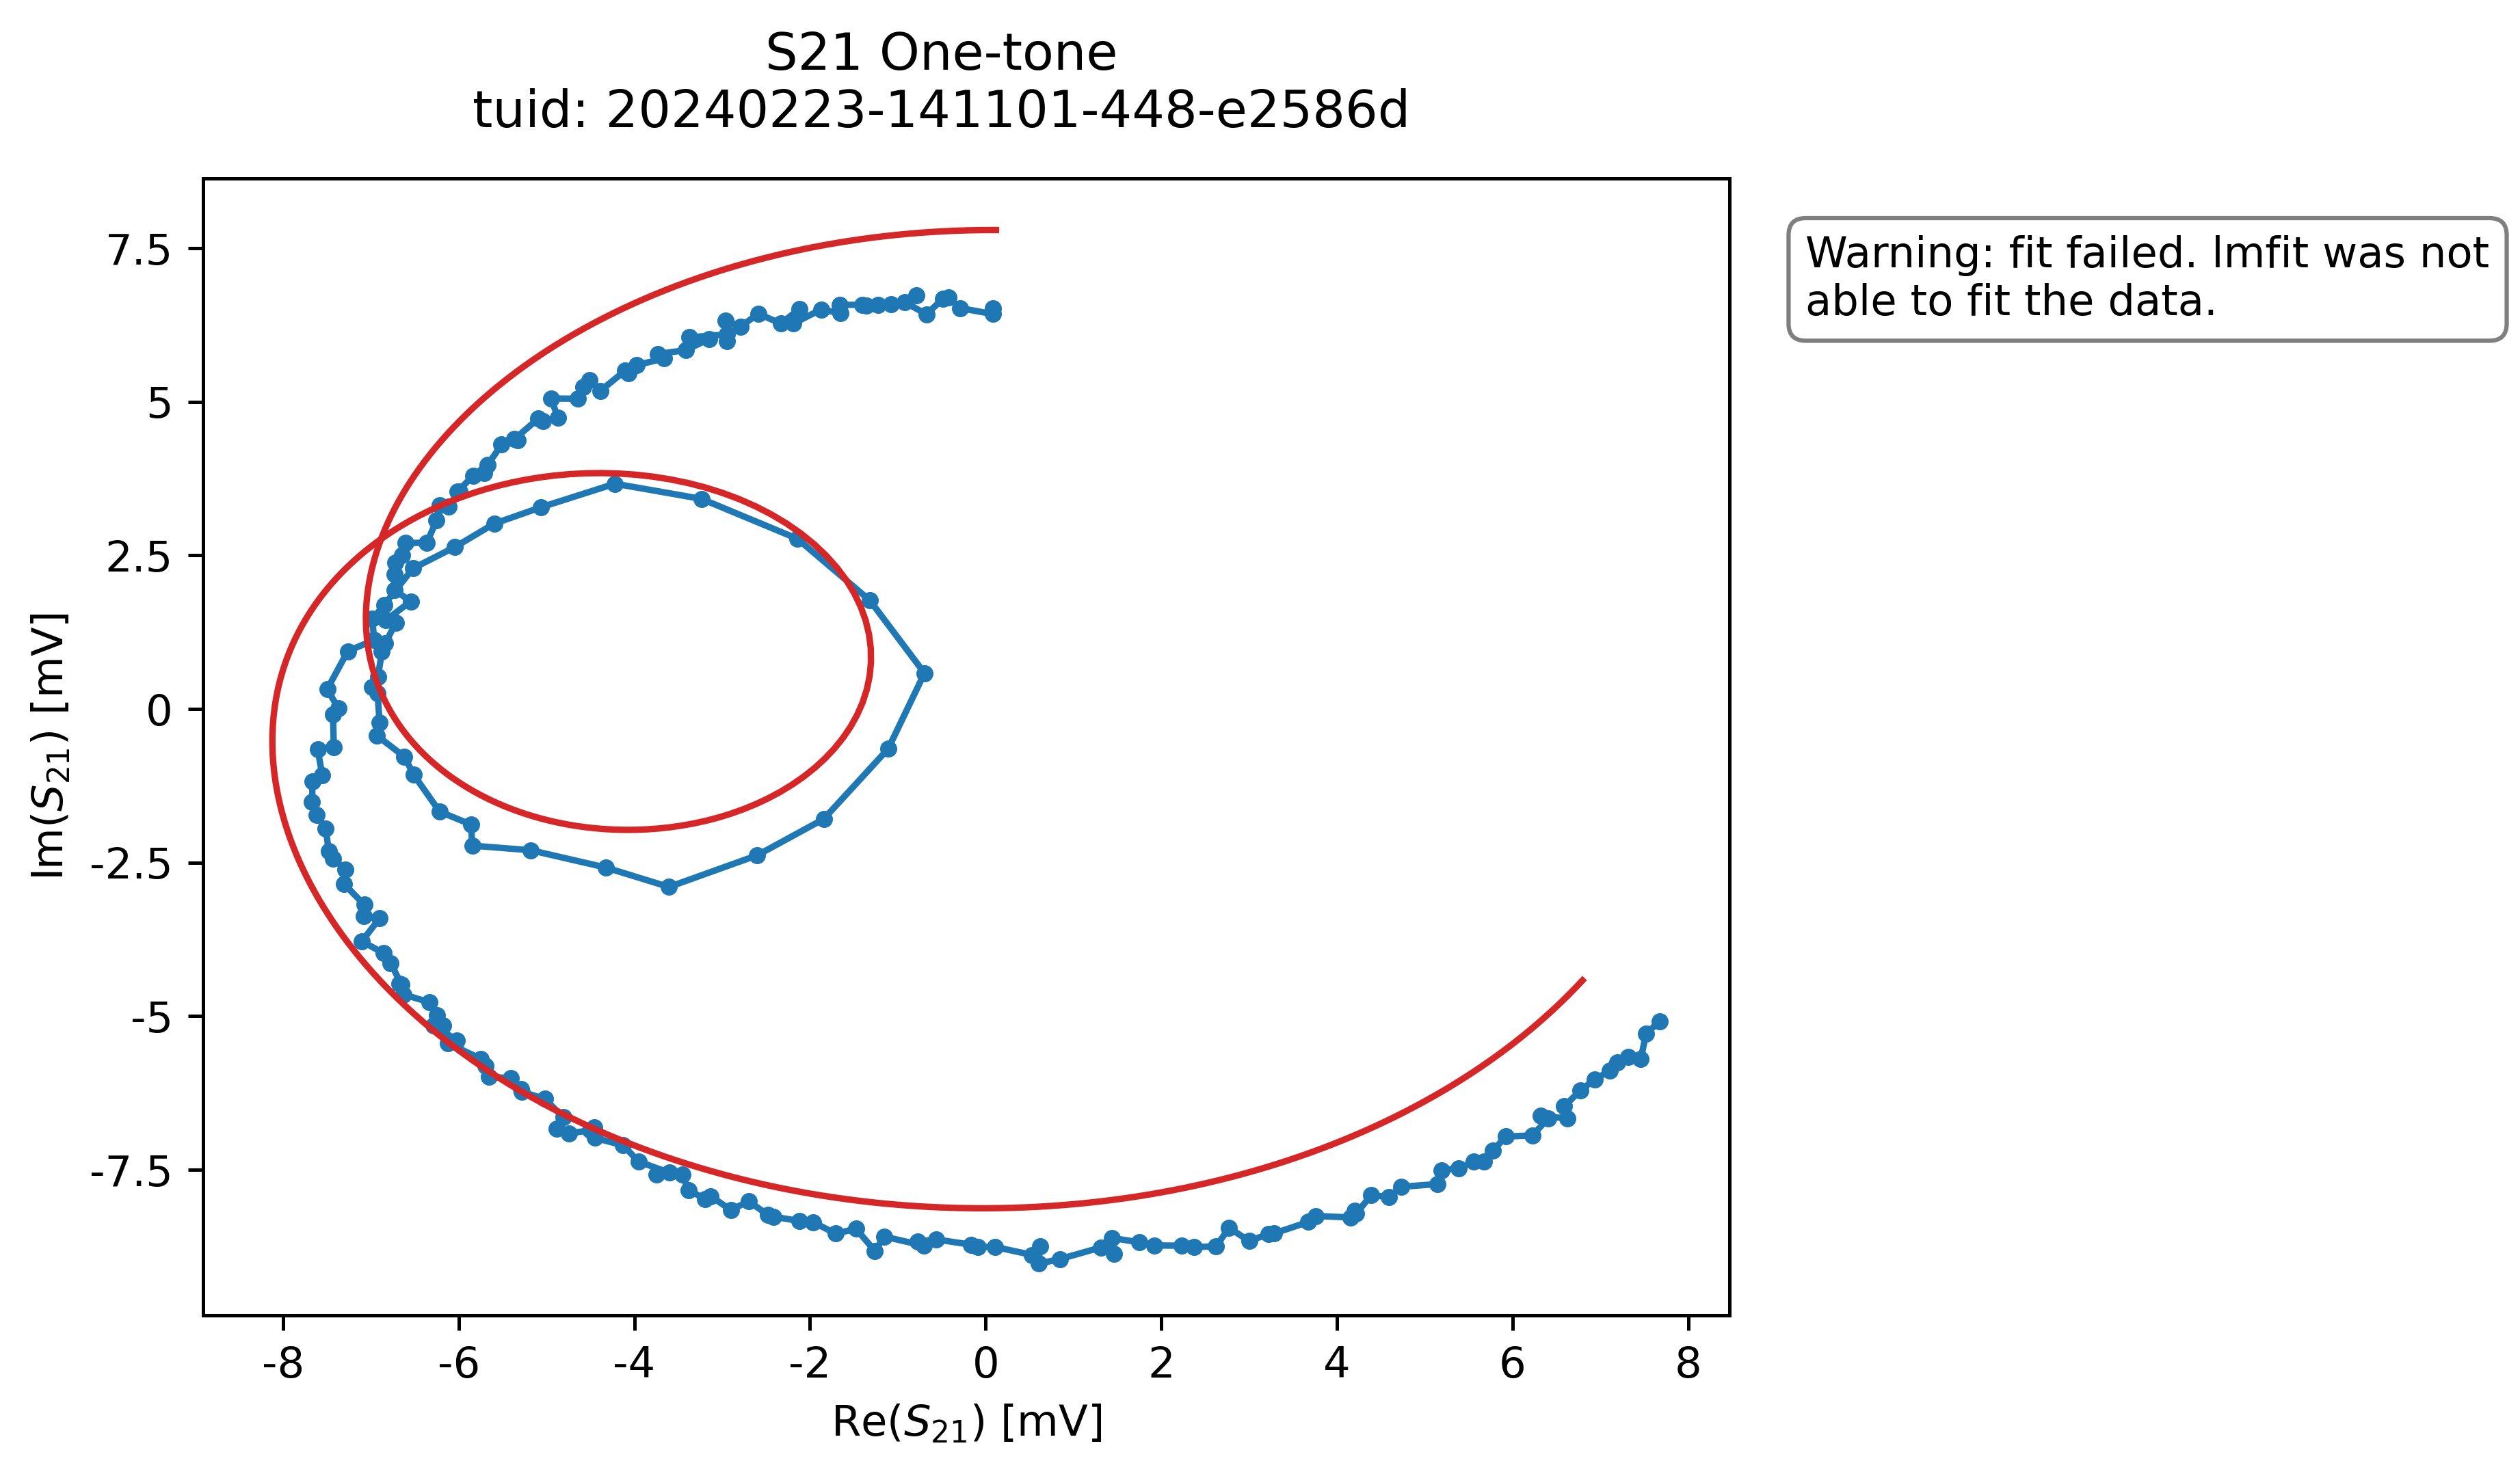 S21 One-tone
tuid: 20240223-141101-448-e2586d
Warning: fit failed. lmfit was not
able to fit the data.
Im(S21) [mV]
7.5
5
2.5
0
-2.5
-5
-7.5
-8 -6 -4 -2 0 2 4 6 8
Re(S21) [mV]